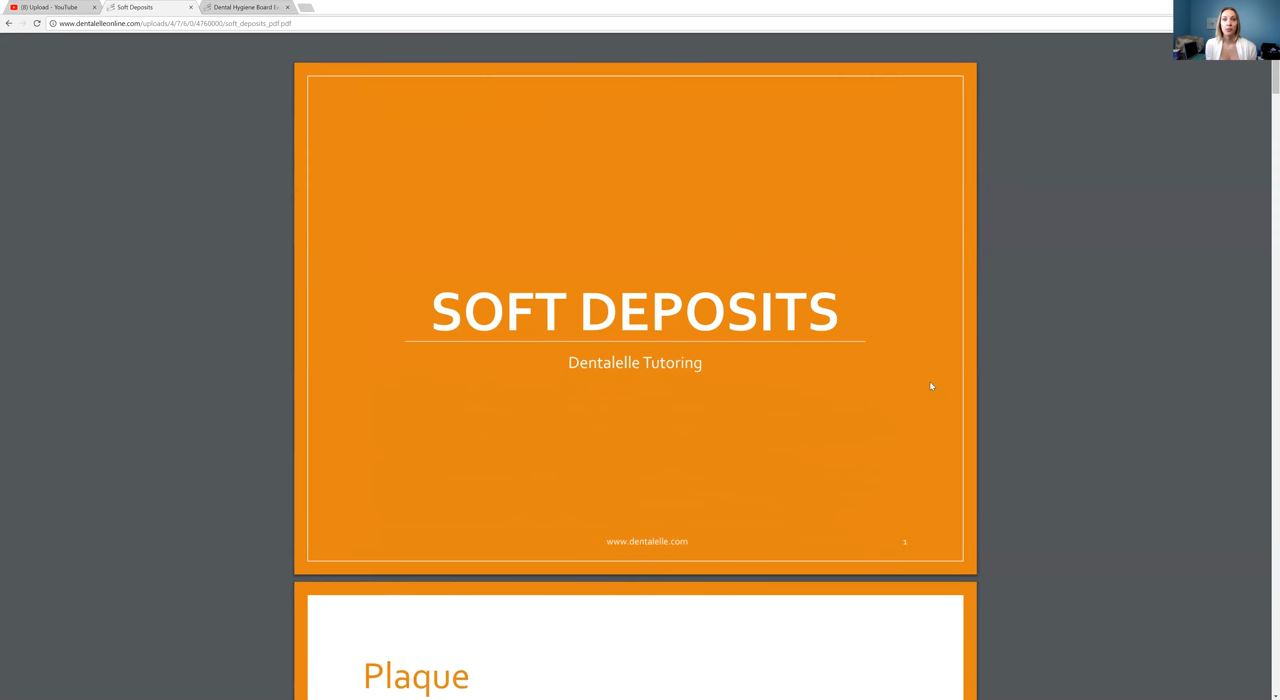 (8) Upload - YouTube
Soft Deposits
Dental Hygiene Board Ex
www.dentalelleonline.com/uploads/4/7/6/0/4760000/soft_deposits_pdf.pdf
SOFT DEPOSITS
Dentalelle Tutoring
www.dentalelle.com
1
Plaque